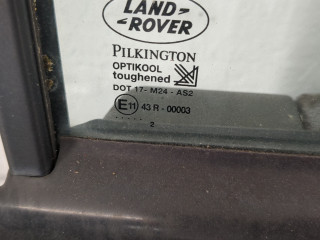 LAND-
ROVER
PILKINGTON
OPTIKOOL
toughened
DOT 17- M24 - AS2
E11 43 R - 00003
2